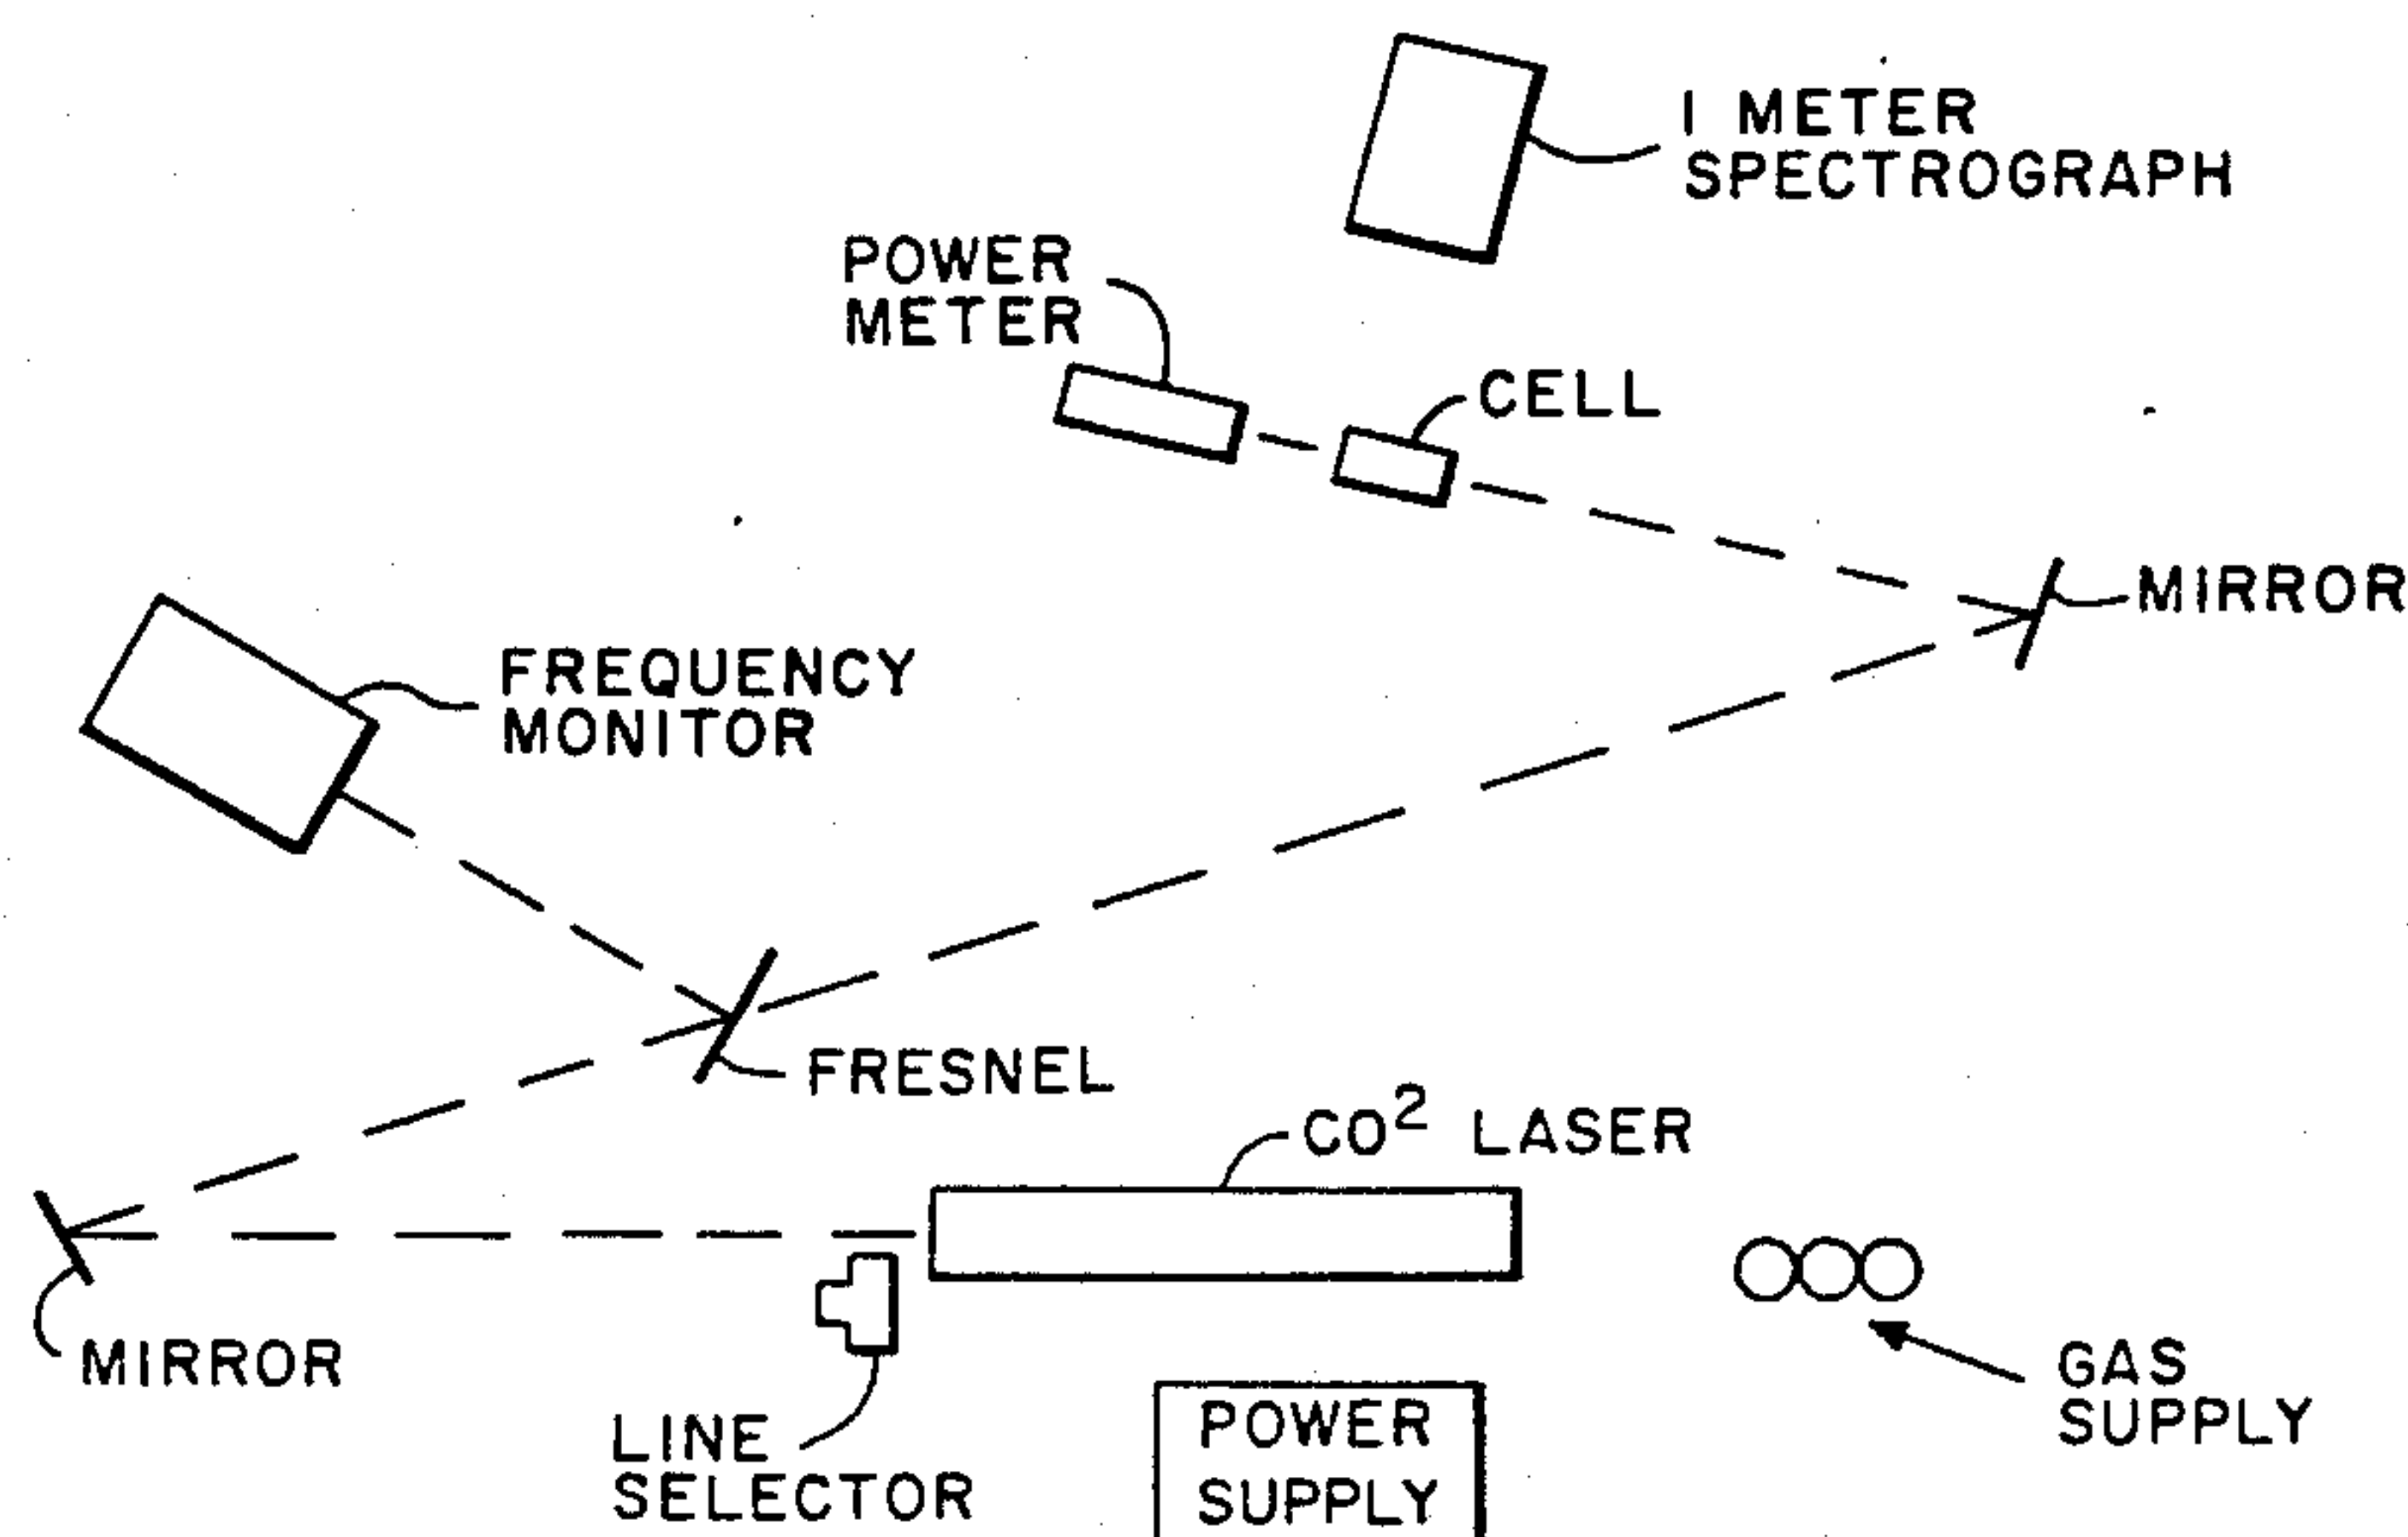 I METER
SPECTROGRAPH
POWER
METER
CELL
MIRROR
FREQUENCY
MONITOR
FRESNEL
CO² LASER
MIRROR
GAS
SUPPLY
LINE
SELECTOR
POWER
SUPPLY